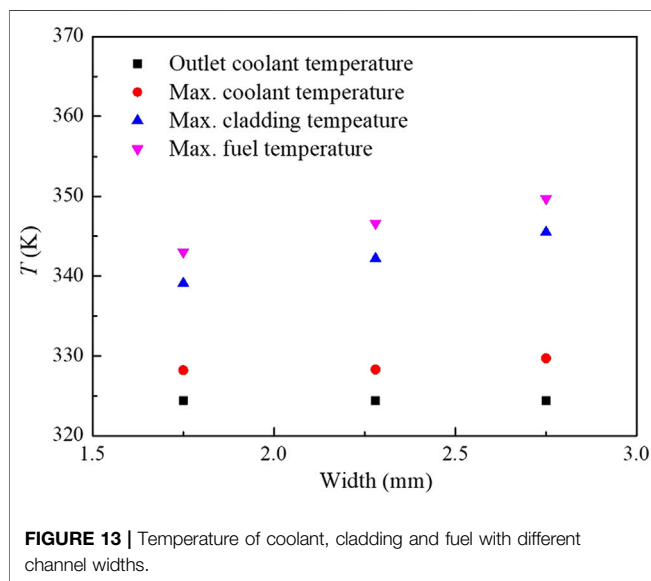 370
Outlet coolant temperature
Max. coolant temperature
360
Max. cladding tempeature
Max. fuel temperature
350
T (K)
340
330
320
1.5 2.0 2.5 3.0
Width (mm)
FIGURE 13 | Temperature of coolant, cladding and fuel with different
channel widths.